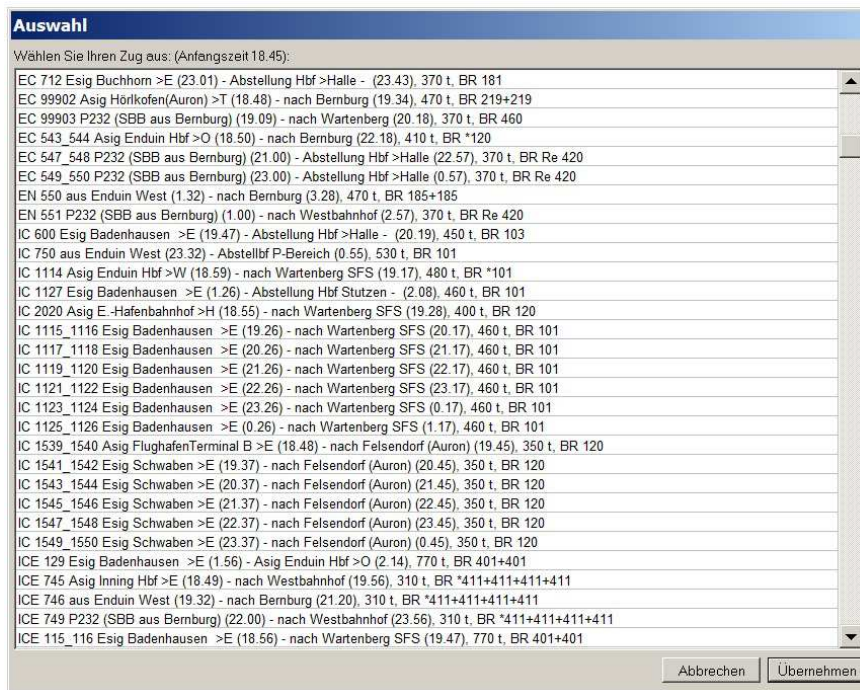 Auswahl
Wählen Sie Ihren Zug aus: (Anfangszeit 18.45):
EC 712 Esig Buchhorn >E (23.01) - Abstellung Hbf >Halle - (23.43), 370 t, BR 181
EC 99902 Asig Hörlkofen(Auron) >T (18.48) - nach Bernburg (19.34), 470 t, BR 219+219
EC 99903 P232 (SBB aus Bernburg) (19.09) - nach Wartenberg (20.18), 370 t, BR 460
EC 543_544 Asig Enduin Hbf >O (18.50) - nach Bernburg (22.18), 410 t, BR *120
EC 547_548 P232 (SBB aus Bernburg) (21.00) - Abstellung Hbf >Halle (22.57), 370 t, BR Re 420
EC 549_550 P232 (SBB aus Bernburg) (23.00) - Abstellung Hbf >Halle (0.57), 370 t, BR Re 420
EN 550 aus Enduin West (1.32) - nach Bernburg (3.28), 470 t, BR 185+185
EN 551 P232 (SBB aus Bernburg) (1.00) - nach Westbahnhof (2.57), 370 t, BR Re 420
IC 600 Esig Badenhausen >E (19.47) - Abstellung Hbf >Halle - (20.19), 450 t, BR 103
IC 750 aus Enduin West (23.32) - Abstellbf P-Bereich (0.55), 530 t, BR 101
IC 1114 Asig Enduin Hbf >W (18.59) - nach Wartenberg SFS (19.17), 480 t, BR *101
IC 1127 Esig Badenhausen >E (1.26) - Abstellung Hbf Stutzen - (2.08), 460 t, BR 101
IC 2020 Asig E.-Hafenbahnhof >H (18.55) - nach Wartenberg SFS (19.28), 400 t, BR 120
IC 1115_1116 Esig Badenhausen >E (19.26) - nach Wartenberg SFS (20.17), 460 t, BR 101
IC 1117_1118 Esig Badenhausen >E (20.26) - nach Wartenberg SFS (21.17), 460 t, BR 101
IC 1119_1120 Esig Badenhausen >E (21.26) - nach Wartenberg SFS (22.17), 460 t, BR 101
IC 1121_1122 Esig Badenhausen >E (22.26) - nach Wartenberg SFS (23.17), 460 t, BR 101
IC 1123_1124 Esig Badenhausen >E (23.26) - nach Wartenberg SFS (0.17), 460 t, BR 101
IC 1125_1126 Esig Badenhausen >E (0.26) - nach Wartenberg SFS (1.17), 460 t, BR 101
IC 1539_1540 Asig FlughafenTerminal B >E (18.48) - nach Felsendorf (Auron) (19.45), 350 t, BR 120
IC 1541_1542 Esig Schwaben >E (19.37) - nach Felsendorf (Auron) (20.45), 350 t, BR 120
IC 1543_1544 Esig Schwaben >E (20.37) - nach Felsendorf (Auron) (21.45), 350 t, BR 120
IC 1545_1546 Esig Schwaben >E (21.37) - nach Felsendorf (Auron) (22.45), 350 t, BR 120
IC 1547_1548 Esig Schwaben >E (22.37) - nach Felsendorf (Auron) (23.45), 350 t, BR 120
IC 1549_1550 Esig Schwaben >E (23.37) - nach Felsendorf (Auron) (0.45), 350 t, BR 120
ICE 129 Esig Badenhausen >E (1.56) - Asig Enduin Hbf >O (2.14), 770 t, BR 401+401
ICE 745 Asig Inning Hbf >E (18.49) - nach Westbahnhof (19.56), 310 t, BR *411+411+411+411
ICE 746 aus Enduin West (19.32) - nach Bernburg (21.20), 310 t, BR *411+411+411+411
ICE 749 P232 (SBB aus Bernburg) (22.00) - nach Westbahnhof (23.56), 310 t, BR *411+411+411+411
ICE 115_116 Esig Badenhausen >E (18.56) - nach Wartenberg SFS (19.47), 770 t, BR 401+401
Abbrechen Übernehmen